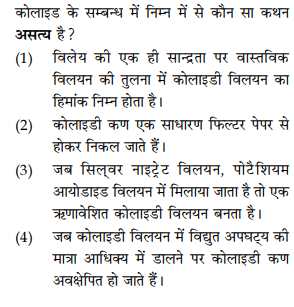 कोलाइड के सम्बन्ध में निम्न में से कौन सा कथन
असत्य है ?
(1) विलेय की एक ही सान्द्रता पर वास्तविक
विलयन की तुलना में कोलाइडी विलयन का
हिमांक निम्न होता है।
(2) कोलाइडी कण एक साधारण फिल्टर पेपर से
होकर निकल जाते हैं।
(3) जब सिल्वर नाइट्रेट विलयन, पोटैशियम
आयोडाइड विलयन में मिलाया जाता है तो एक
ऋणावेशित कोलाइडी विलयन बनता है।
(4) जब कोलाइडी विलयन में विद्युत अपघट्य की
मात्रा आधिक्य में डालने पर कोलाइडी कण
अवक्षेपित हो जाते हैं।